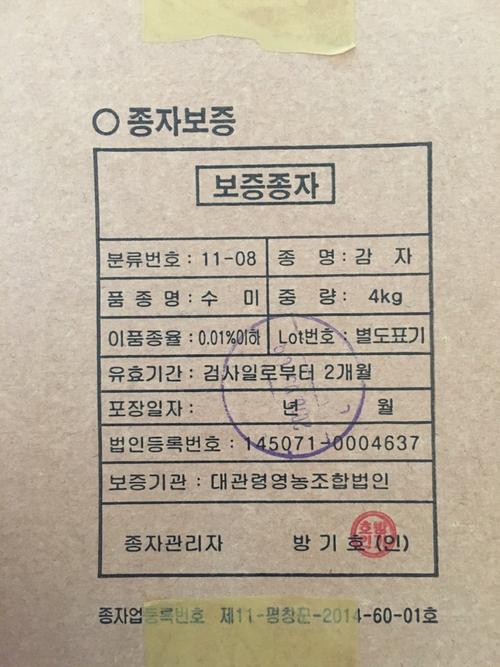 ○ 종자보증
보증종자
분류번호 : 11-08 종 명 : 감 자
품 종 명 : 수 미 중 량 : 4kg
이품종율 : 0.01%이하 Lot번호 : 별도표기
유효기간 : 검사일로부터 2개월
포장일자 : 년 월
법인등록번호 : 145071-0004637
보증기관 : 대관령영농조합법인
종자관리자 방 기 호 (인)
종자업등록번호 제11-평창군-2014-60-01호